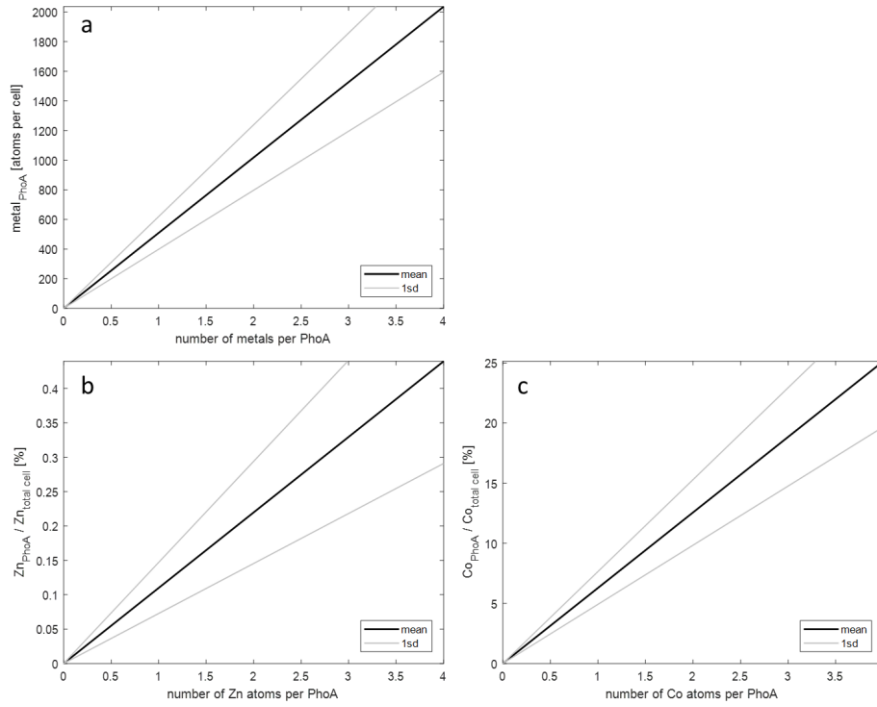 a
2000
1800
1600
1400
1200
1000
800
600
400
200
0
metal PhoA [atoms per cell]
0 0.5 1 1.5 2 2.5 3 3.5 4
number of metals per PhoA
mean
1sd
b
0.4
0.35
0.3
0.25
0.2
0.15
0.1
0.05
0
Zn PhoA / Zn total cell [%]
0 0.5 1 1.5 2 2.5 3 3.5 4
number of Zn atoms per PhoA
mean
1sd
c
25
20
15
10
5
0
Co PhoA / Co total cell [%]
0 0.5 1 1.5 2 2.5 3 3.5
number of Co atoms per PhoA
mean
1sd